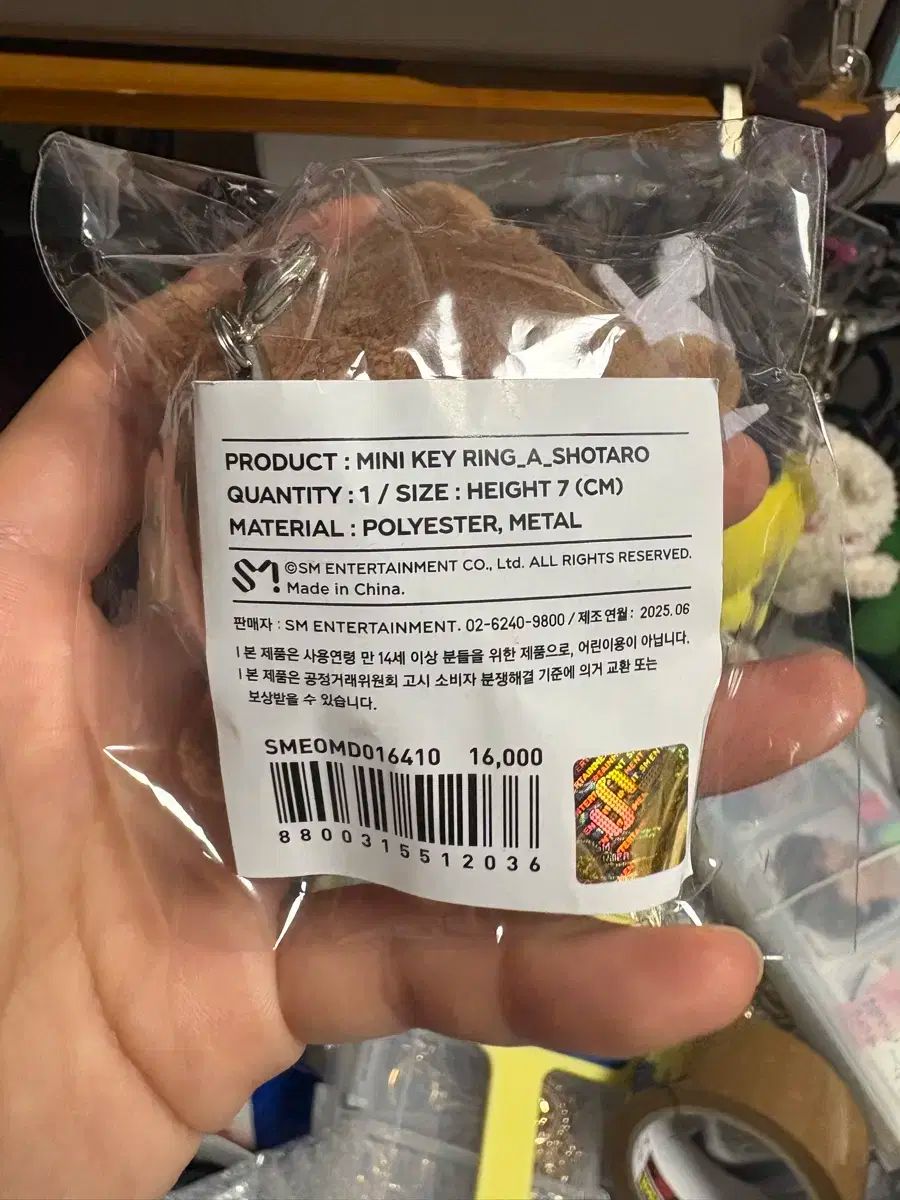 PRODUCT : MINI KEY RING_A_SHOTARO
QUANTITY : 1 / SIZE : HEIGHT 7 (CM)
MATERIAL : POLYESTER, METAL
SM! ©SM ENTERTAINMENT CO., Ltd. ALL RIGHTS RESERVED.
Made in China.
판매자 : SM ENTERTAINMENT. 02-6240-9800 / 제조 연월 : 2025.06
I 본 제품은 사용연령 만 14세 이상 분들을 위한 제품으로, 어린이용이 아닙니다.
I 본 제품은 공정거래위원회 고시 소비자 분쟁해결 기준에 의거 교환 또는
보상받을 수 있습니다.
SMEOMD016410 16,000
8800315512036